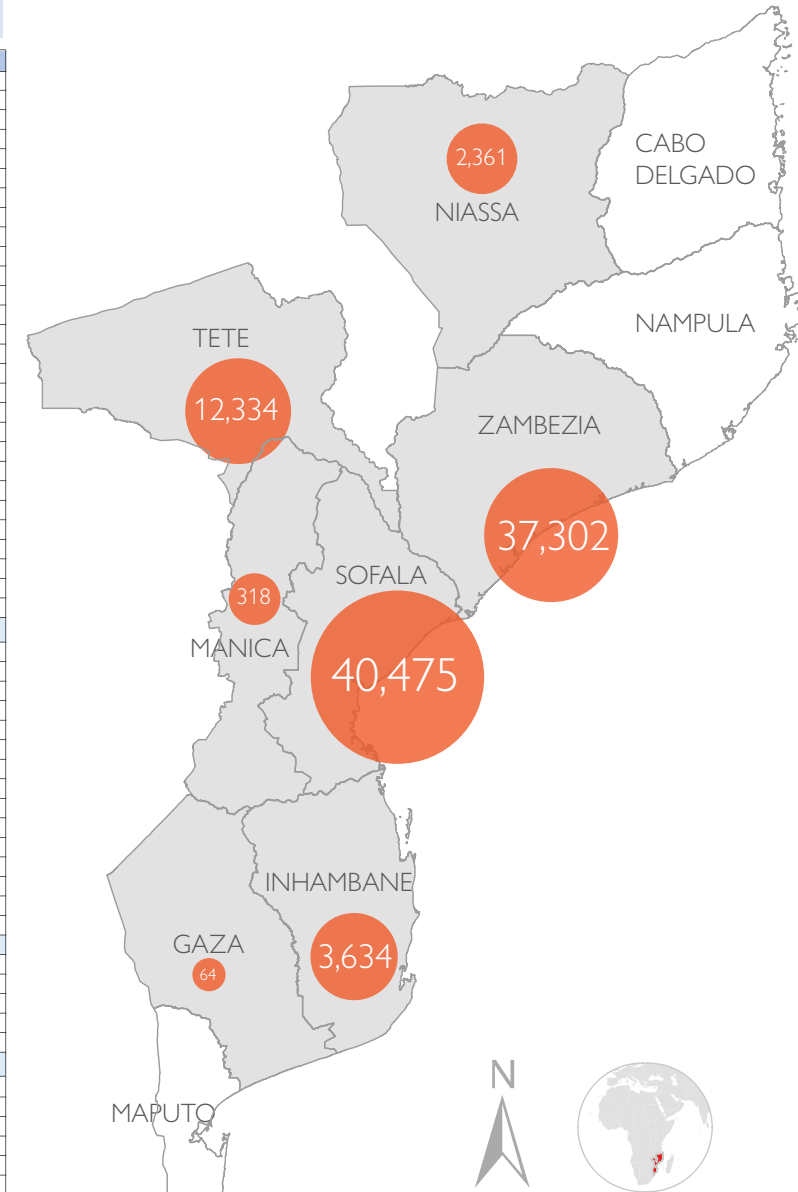 CABO
DELGADO
2,361
NIASSA
NAMPULA
TETE
12,334
ZAMBEZIA
37,302
SOFALA
318
MANICA
40,475
INHAMBANE
GAZA
3,634
64
N
MAPUTO